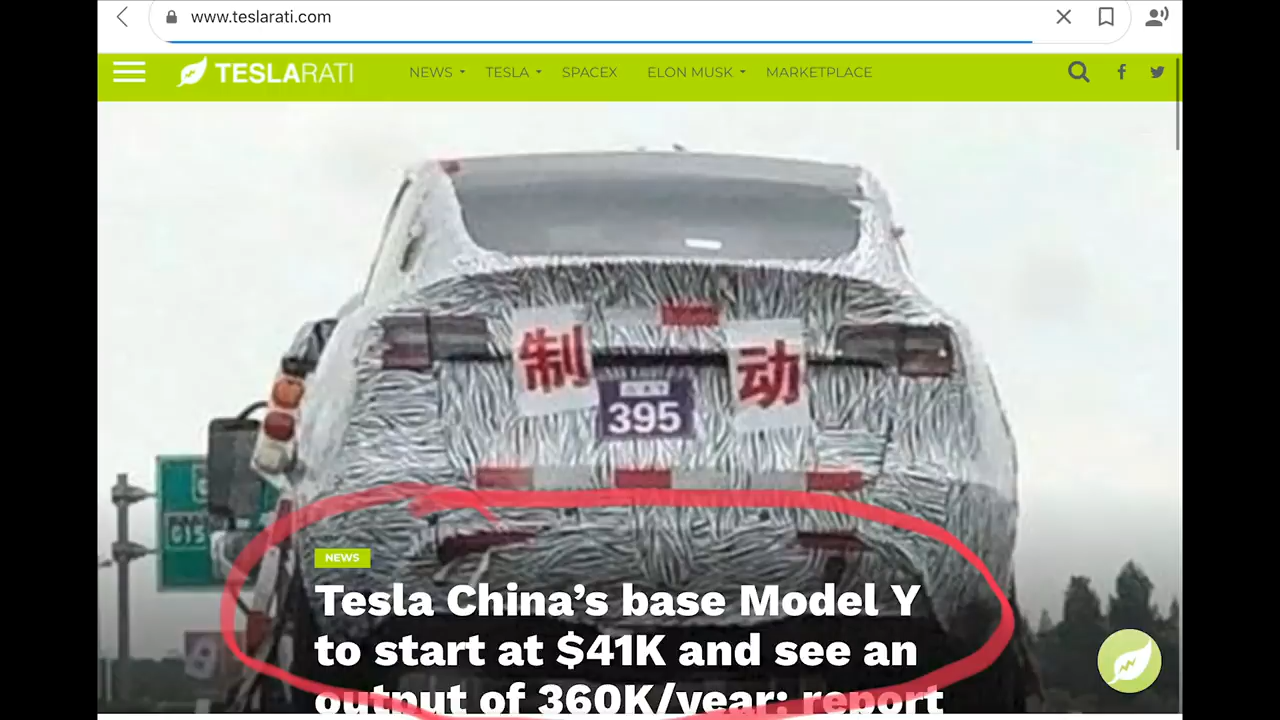 www.teslarati.com
TESLARATI
NEWS
TESLA
SPACEX
ELON MUSK
MARKETPLACE
制 动
395
NEWS
Tesla China’s base Model Y
to start at $41K and see an
output of 360K/year: report